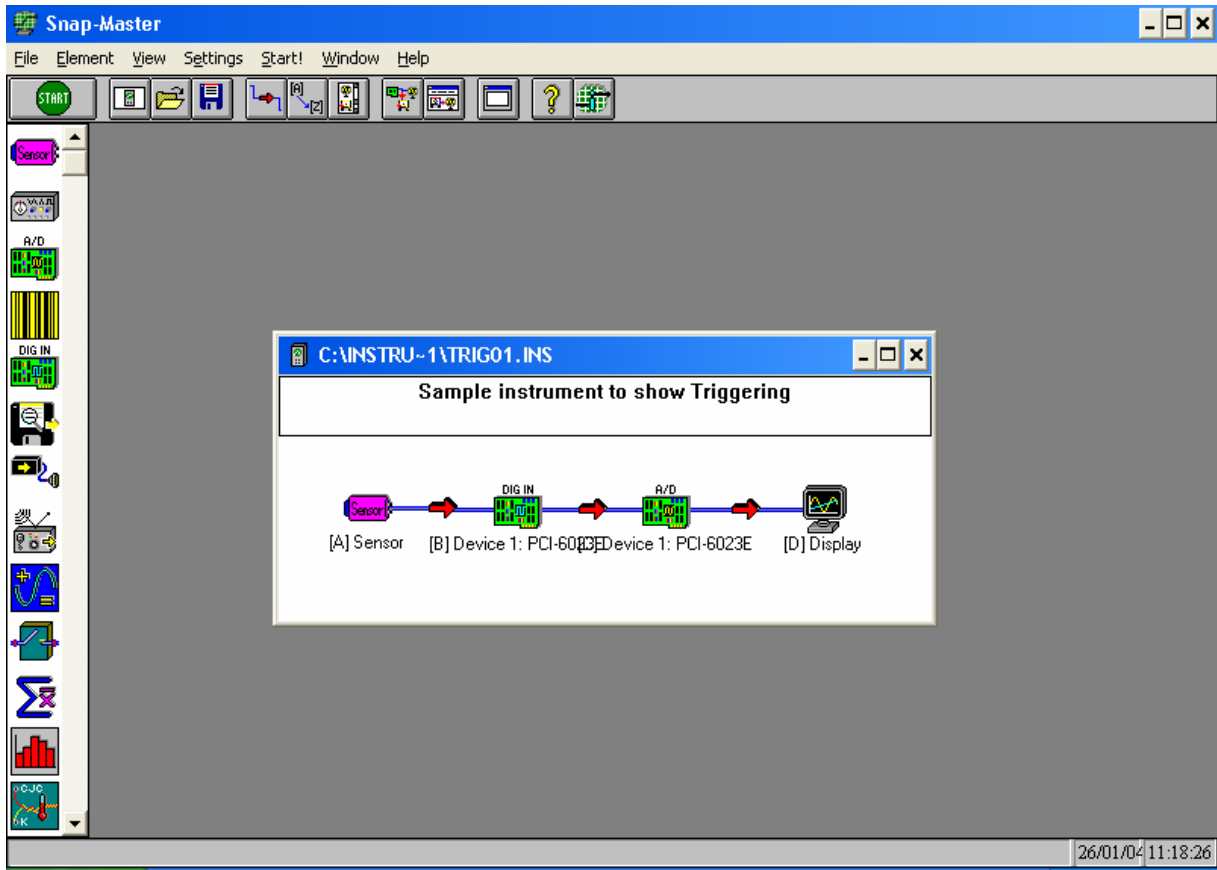 Snap-Master
File Element View Settings Start! Window Help
START
[A]
[Z]
?
Sensor
A/D
DIG IN
C:\INSTRU~1\TRIG01.INS
Sample instrument to show Triggering
DIG IN
A/D
Sensor
[A] Sensor [B] Device 1: PCI-6023E Device 1: PCI-6023E [D] Display
CJC
K
26/01/04 11:18:26